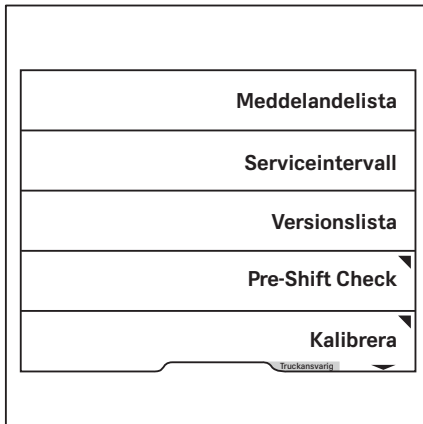 Meddelandelista
Serviceintervall
Versionslista
Pre-Shift Check
Kalibrera
Truckansvarig